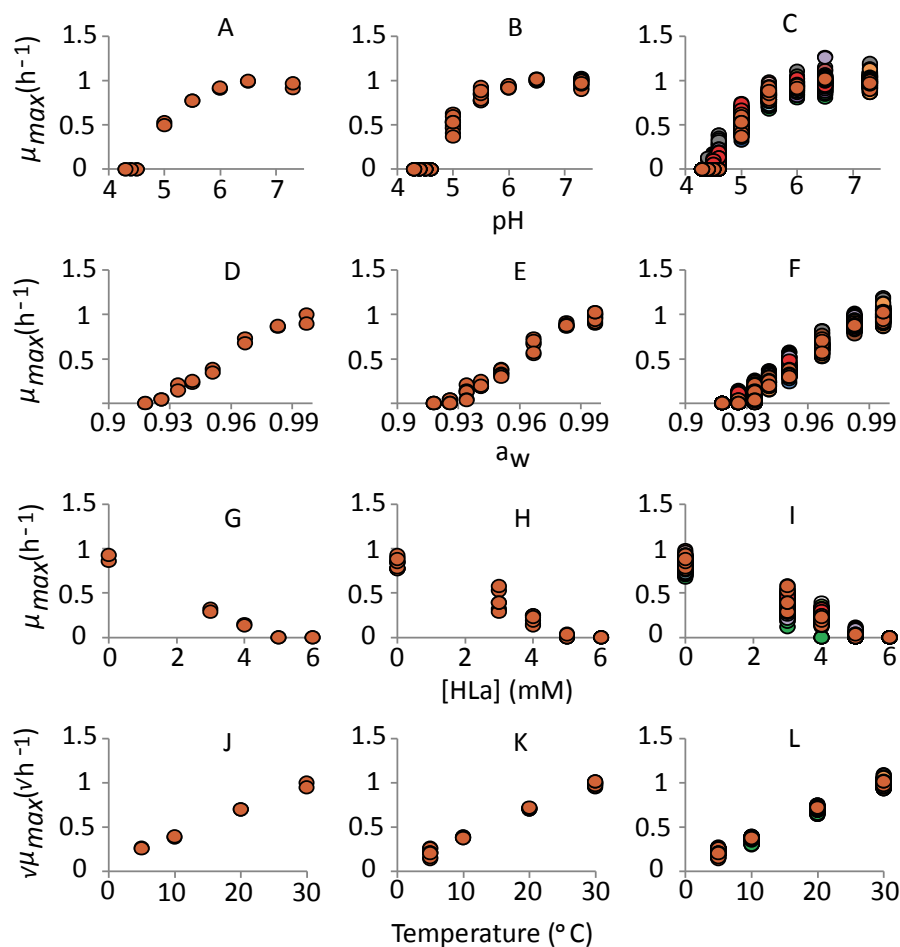 A B C
μmax(h-1)
1.5 1.5 1.5
1 1 1
0.5 0.5 0.5
0 0 0
4 5 6 7 4 5 6 7 4 5 6 7
pH
D E F
μmax(h-1)
1.5 1.5 1.5
1 1 1
0.5 0.5 0.5
0.9 0.93 0.96 0.99 0.9 0.93 0.96 0.99 0.9 0.93 0.96 0.99
aw
G H I
μmax(h-1)
1.5 1.5 1.5
1 1 1
0.5 0.5 0.5
0 0 0
0 2 4 6 0 2 4 6 0 2 4 6
[HLa] (mM)
J K L
νμmax(νh-1)
1.5 1.5 1.5
1 1 1
0.5 0.5 0.5
0 0 0
0 10 20 30 0 10 20 30 0 10 20 30
Temperature (° C)